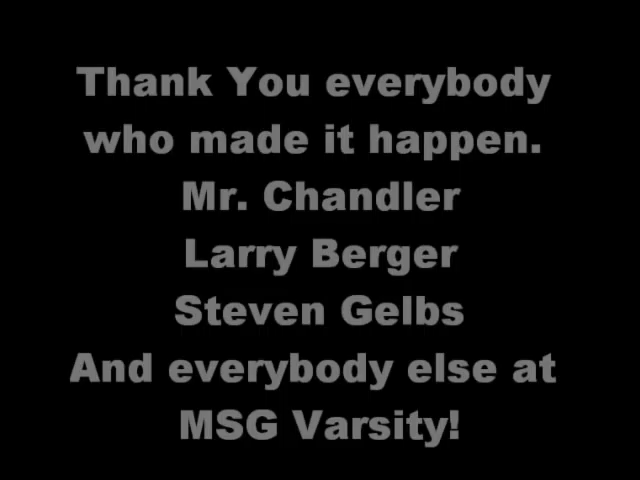 Thank You everybody
who made it happen.
Mr. Chandler
Larry Berger
Steven Gelbs
And everybody else at
MSG Varsity!